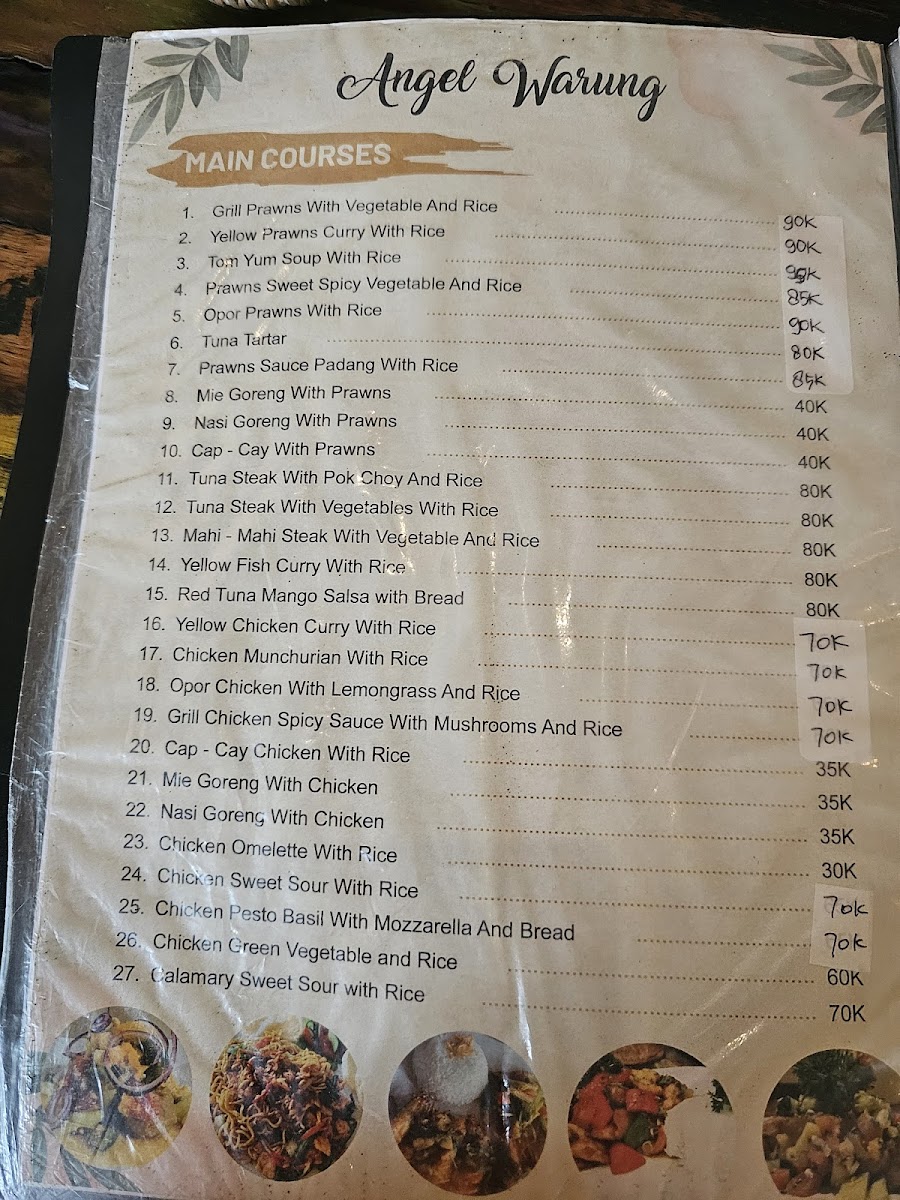 Angel Warung
MAIN COURSES
1. Grill Prawns With Vegetable And Rice 90K
2. Yellow Prawns Curry With Rice 90K
3. Tom Yum Soup With Rice
4. Prawns Sweet Spicy Vegetable And Rice 85K
5. Opor Prawns With Rice 90K
6. Tuna Tartar 80K
7. Prawns Sauce Padang With Rice 85K
8. Mie Goreng With Prawns 40K
9. Nasi Goreng With Prawns 40K
10. Cap - Cay With Prawns 40K
11. Tuna Steak With Pok Choy And Rice 80K
12. Tuna Steak With Vegetables With Rice 80K
13. Mahi - Mahi Steak With Vegetable And Rice 80K
14. Yellow Fish Curry With Rice 80K
15. Red Tuna Mango Salsa with Bread 80K
16. Yellow Chicken Curry With Rice 70K
17. Chicken Munchurian With Rice 70K
18. Opor Chicken With Lemongrass And Rice 70K
19. Grill Chicken Spicy Sauce With Mushrooms And Rice 70K
20. Cap - Cay Chicken With Rice 35K
21. Mie Goreng With Chicken 35K
22. Nasi Goreng With Chicken 35K
23. Chicken Omelette With Rice 30K
24. Chicken Sweet Sour With Rice 70K
25. Chicken Pesto Basil With Mozzarella And Bread 70K
26. Chicken Green Vegetable and Rice 60K
27. Calamary Sweet Sour with Rice 70K